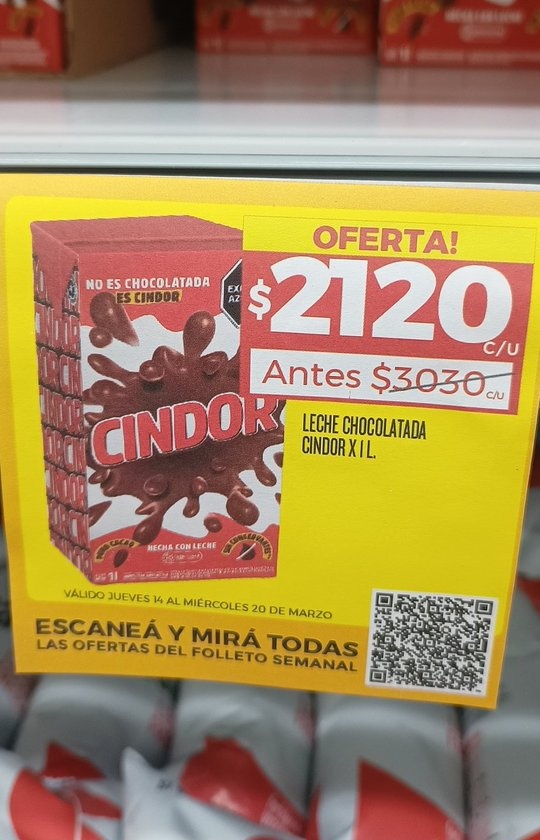 OFERTA!
$2120 C/U
Antes $3030 C/U
NO ES CHOCOLATADA
ES CINDOR
CINDOR
HECHA CON LECHE
1L
LECHE CHOCOLATADA
CINDOR X 1 L.
VÁLIDO JUEVES 14 AL MIÉRCOLES 20 DE MARZO
ESCANEÁ Y MIRÁ TODAS
LAS OFERTAS DEL FOLLETO SEMANAL